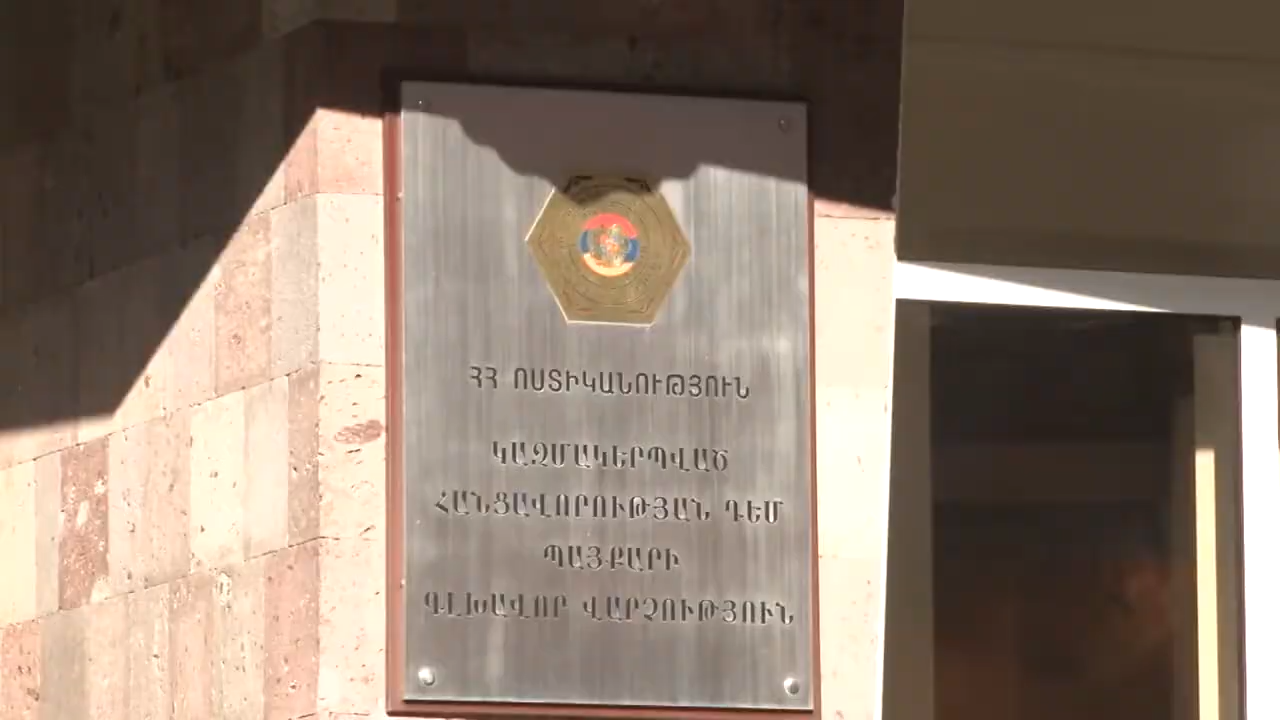 ՀՀ ՈՍՏԻԿԱՆՈՒԹՅՈՒՆ
ԿԱԶՄԱԿԵՐՊՎԱԾ
ՀԱՆՑԱՎՈՐՈՒԹՅԱՆ ԴԵՄ
ՊԱՅՔԱՐԻ
ԳԼԽԱՎՈՐ ՎԱՐՉՈՒԹՅՈՒՆ